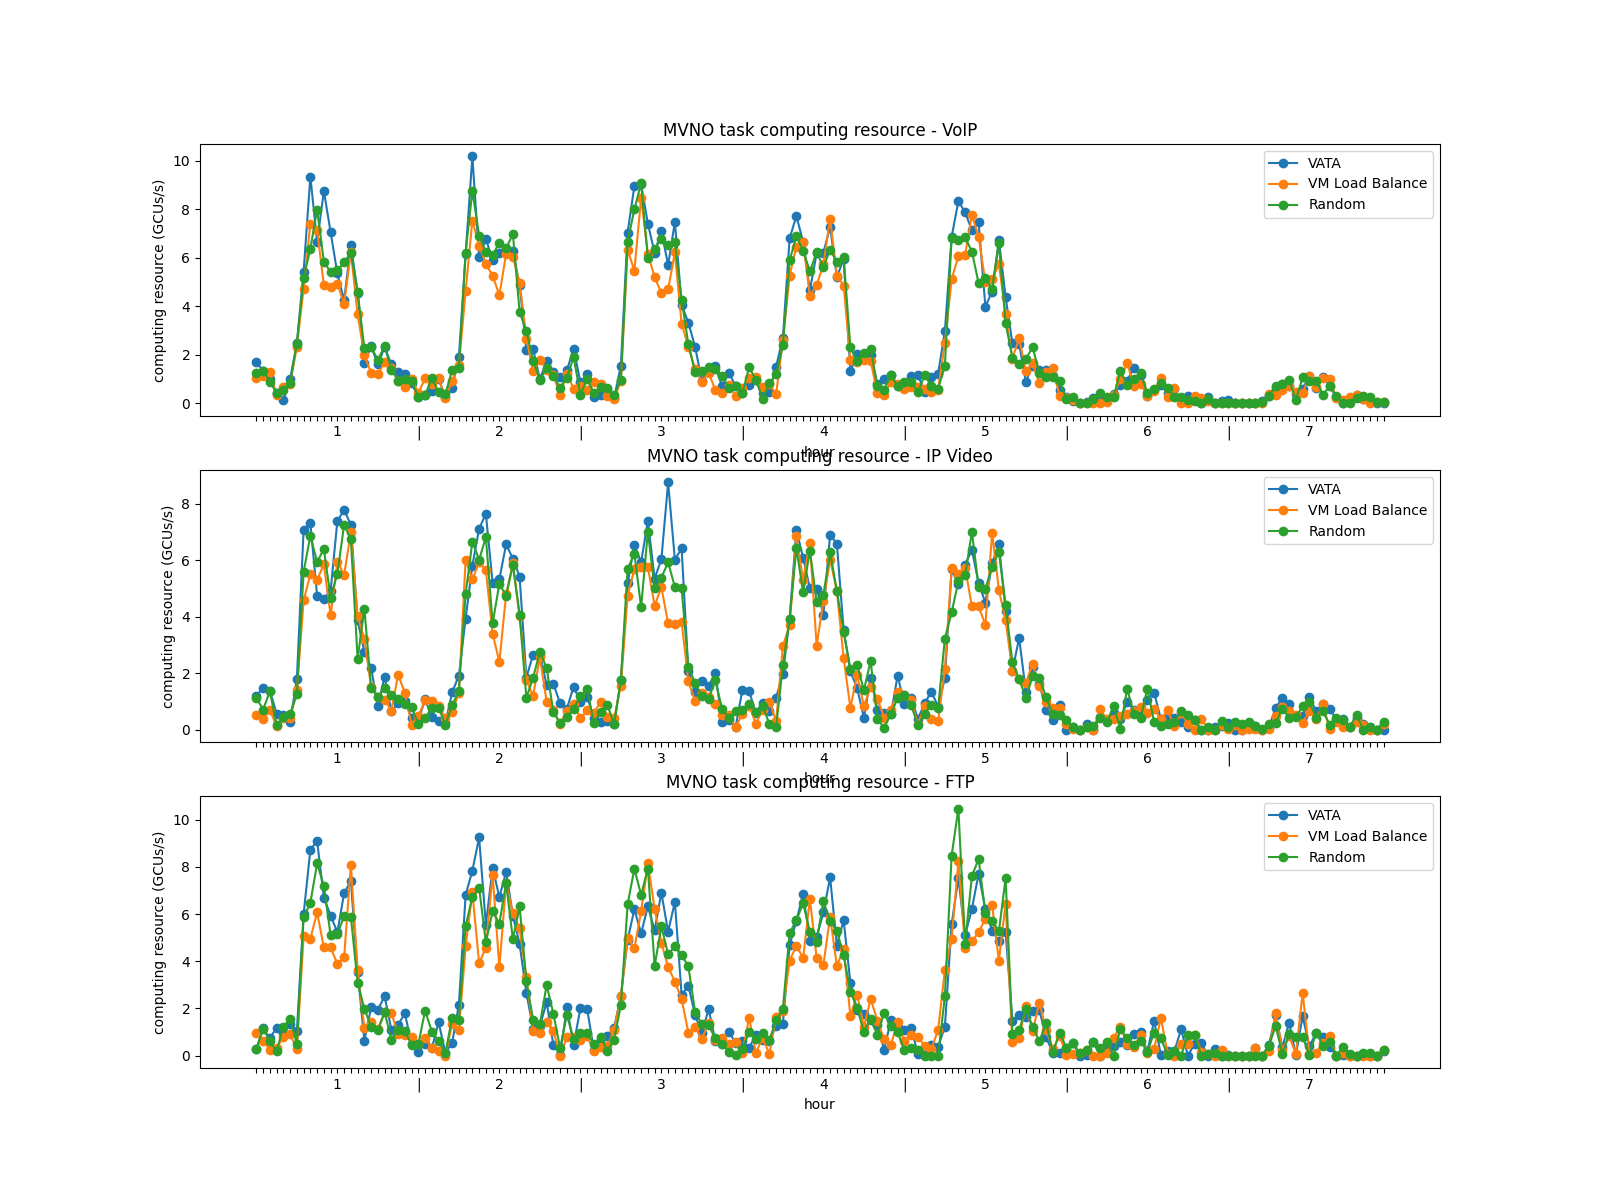 MVNO task computing resource - VoIP
computing resource (GCUs/s)
10
8
6
4
2
0
VATA
VM Load Balance
Random
1 | 2 | 3 | 4 | 5 | 6 | 7
hour
MVNO task computing resource - IP Video
computing resource (GCUs/s)
8
6
4
2
0
VATA
VM Load Balance
Random
1 | 2 | 3 | 4 | 5 | 6 | 7
hour
MVNO task computing resource - FTP
computing resource (GCUs/s)
10
8
6
4
2
0
VATA
VM Load Balance
Random
1 | 2 | 3 | 4 | 5 | 6 | 7
hour